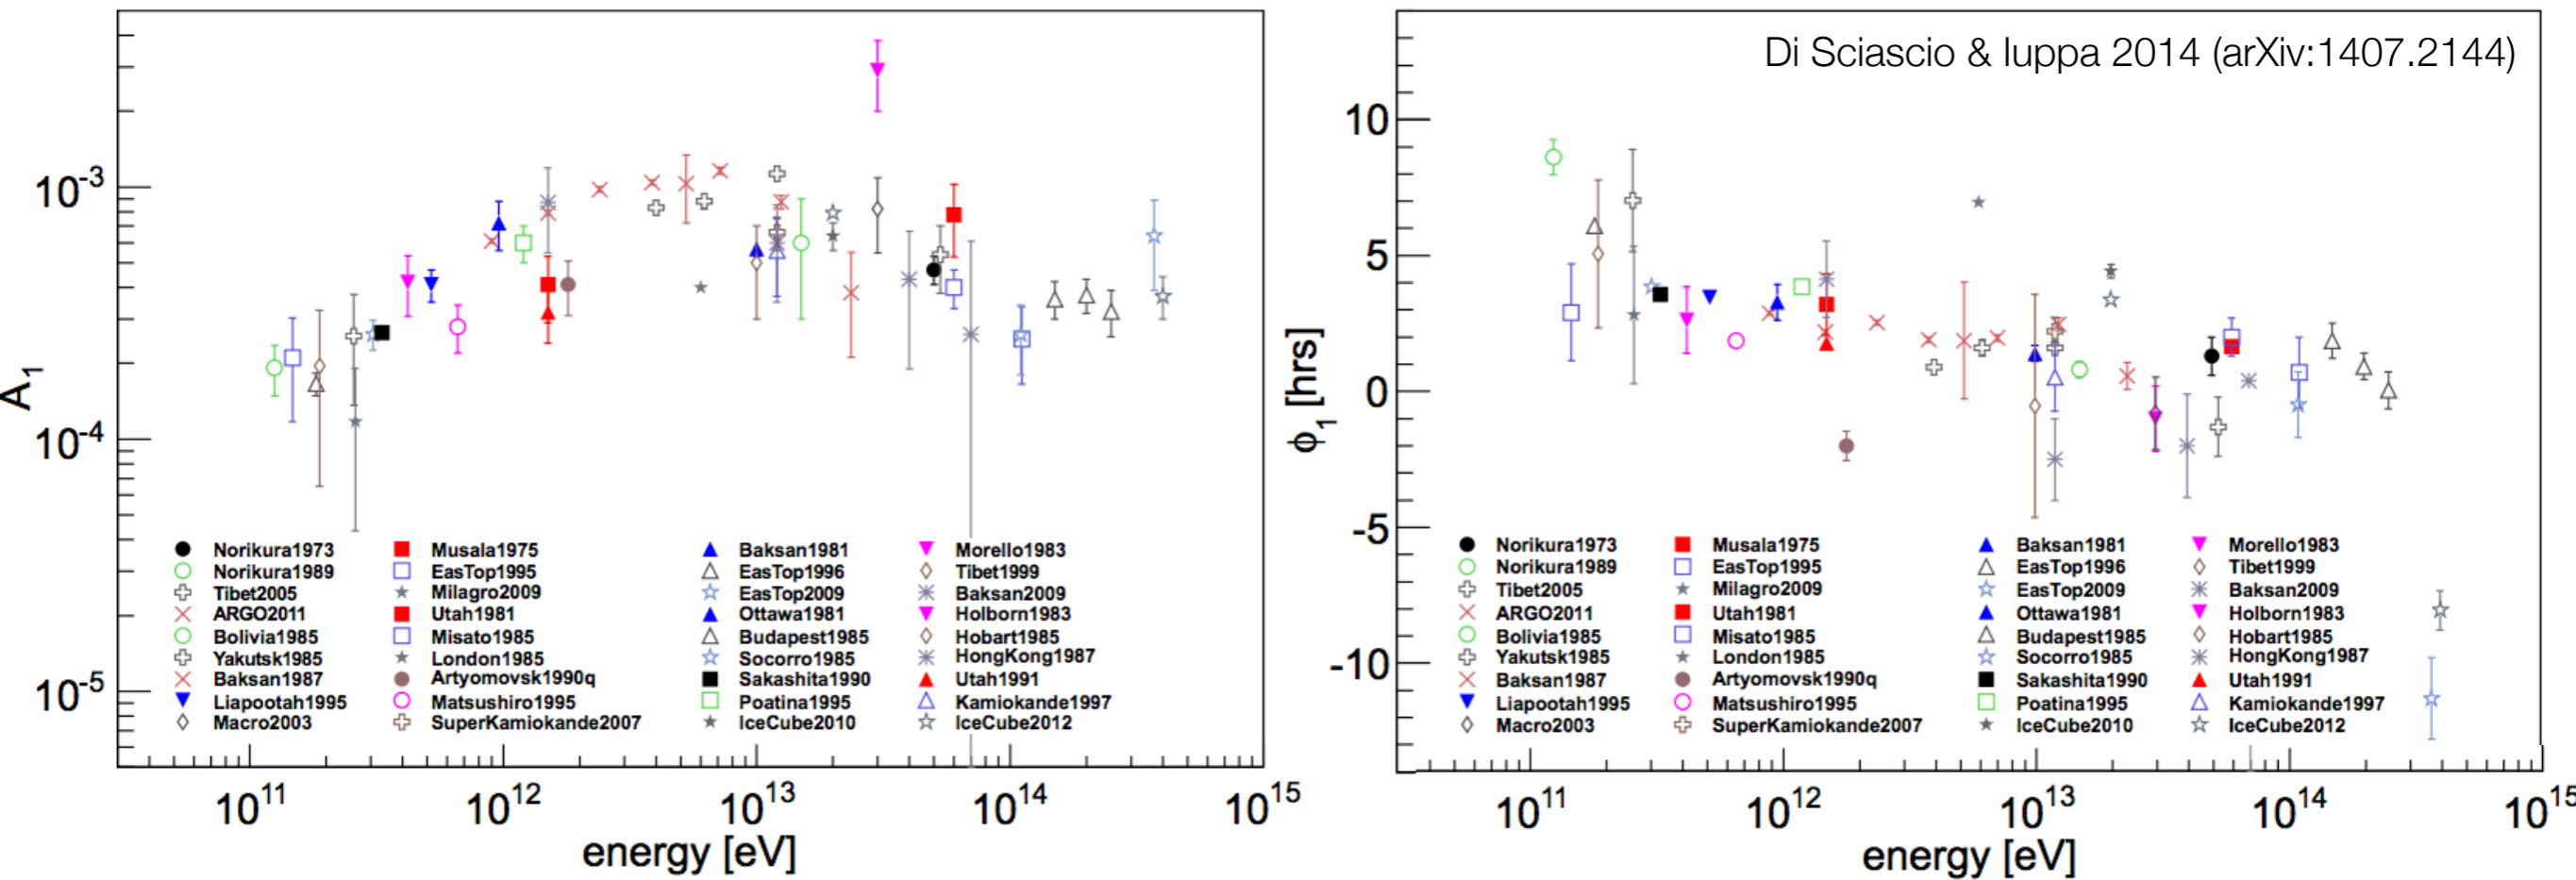 Di Sciascio & Iuppa 2014 (arXiv:1407.2144)
A1
10-3
10-4
10-5
Norikura1973 Musala1975 Baksan1981 Morello1983
Norikura1989 EasTop1995 EasTop1996 Tibet1999
Tibet2005 Milagro2009 EasTop2009 Baksan2009
ARGO2011 Utah1981 Ottawa1981 Holborn1983
Bolivia1985 Misato1985 Budapest1985 Hobart1985
Yakutsk1985 London1985 Socorro1985 HongKong1987
Baksan1987 Artyomovsk1990q Sakashita1990 Utah1991
Liapootah1995 Matsushiro1995 Poatina1995 Kamiokande1997
Macro2003 SuperKamiokande2007 IceCube2010 IceCube2012
10^11 10^12 10^13 10^14 10^15
energy [eV]
ϕ1 [hrs]
10
5
0
-5
-10
Norikura1973 Musala1975 Baksan1981 Morello1983
Norikura1989 EasTop1995 EasTop1996 Tibet1999
Tibet2005 Milagro2009 EasTop2009 Baksan2009
ARGO2011 Utah1981 Ottawa1981 Holborn1983
Bolivia1985 Misato1985 Budapest1985 Hobart1985
Yakutsk1985 London1985 Socorro1985 HongKong1987
Baksan1987 Artyomovsk1990q Sakashita1990 Utah1991
Liapootah1995 Matsushiro1995 Poatina1995 Kamiokande1997
Macro2003 SuperKamiokande2007 IceCube2010 IceCube2012
10^11 10^12 10^13 10^14 10^15
energy [eV]